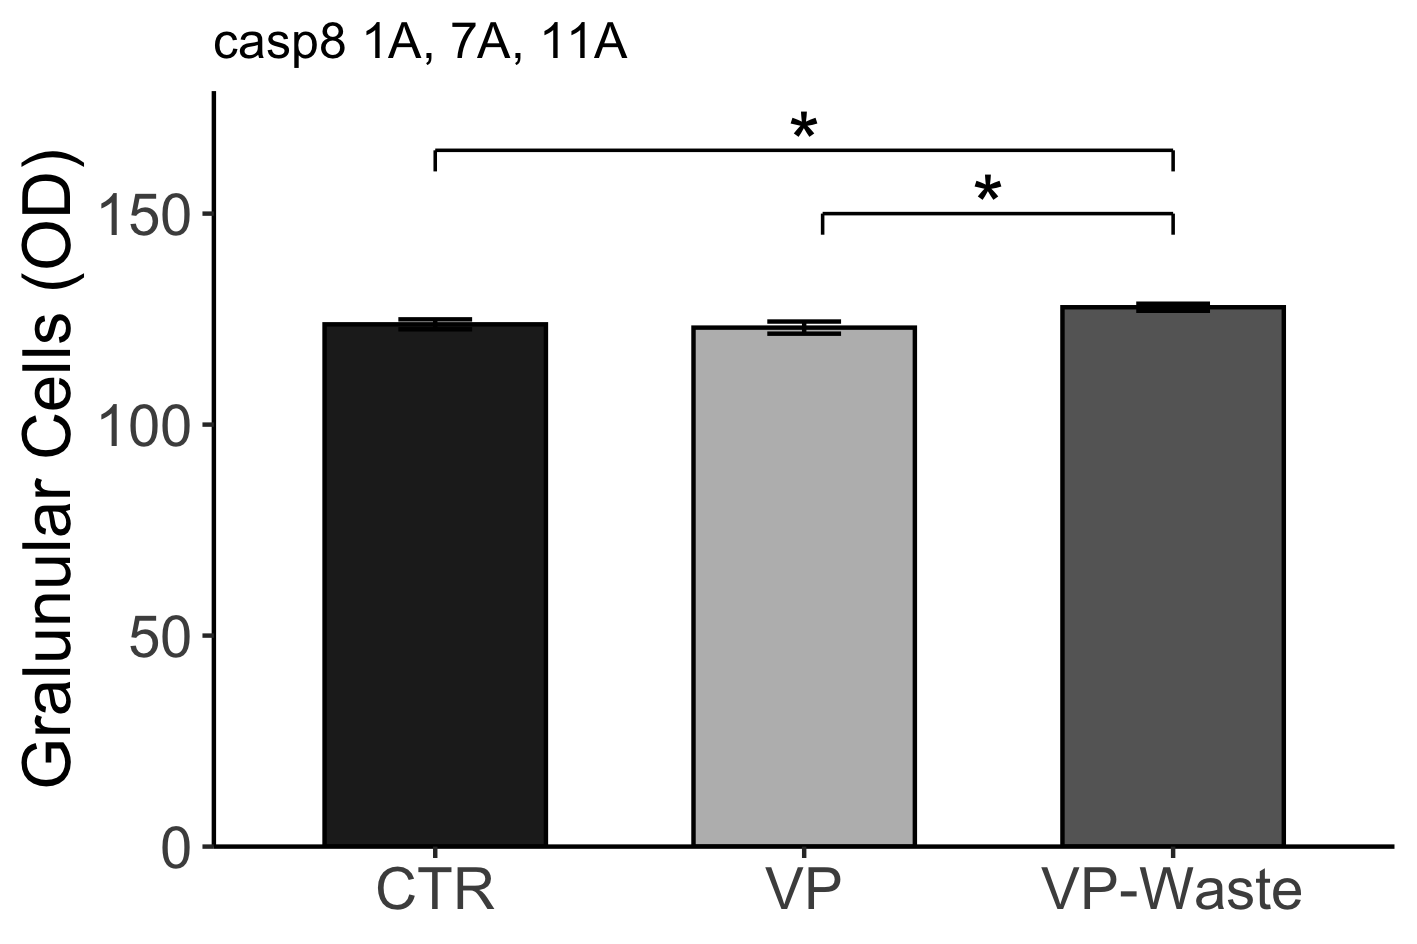 casp8 1A, 7A, 11A
*
*
Gralunular Cells (OD)
150
100
50
0
CTR
VP
VP-Waste